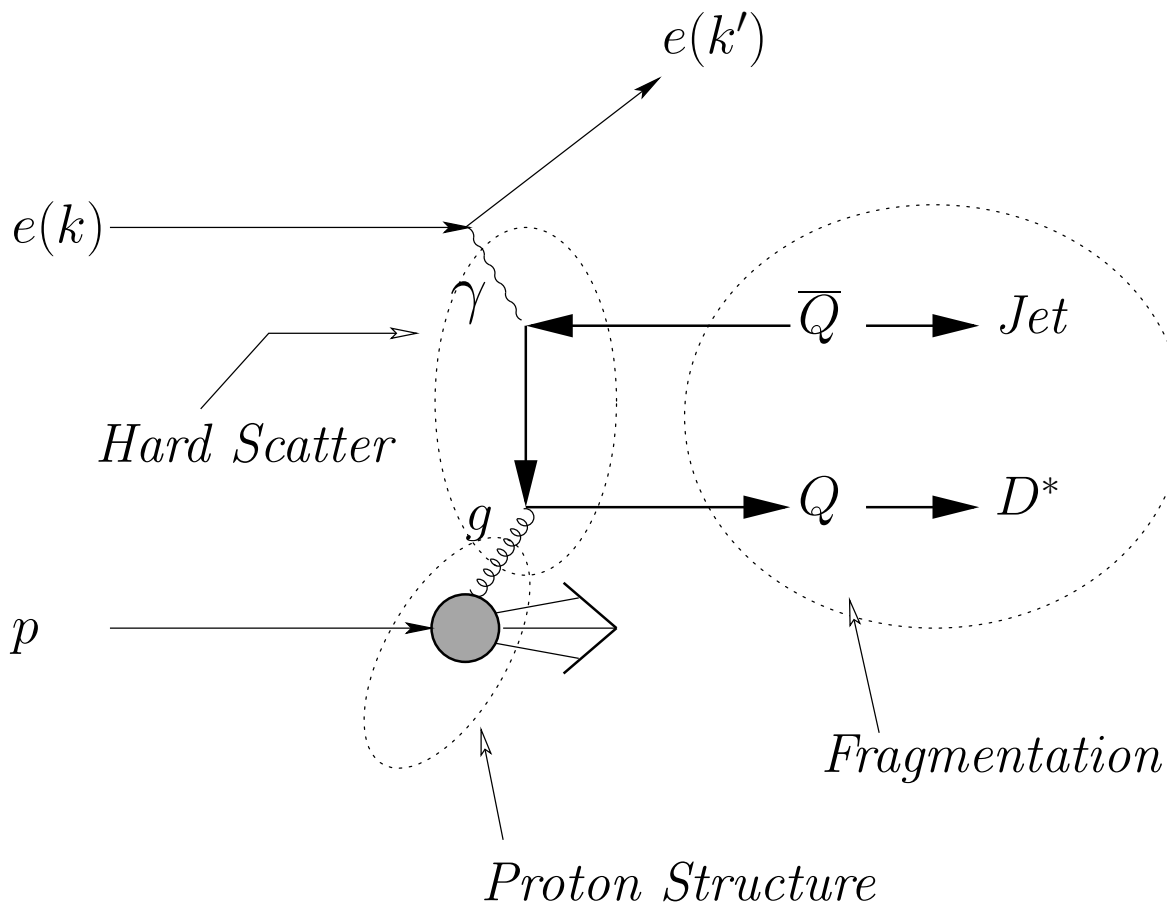 e(k′)
e(k)
γ
Q̅
Jet
Hard Scatter
g
Q
D*
p
Fragmentation
Proton Structure